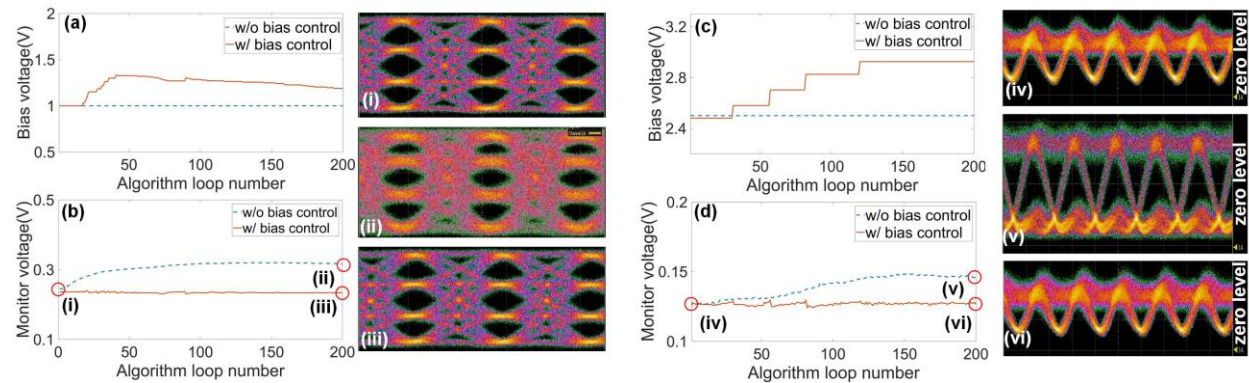 (a)
w/o bias control
w/ bias control
Bias voltage(V)
2
1.5
1
0.5
50
100
150
200
Algorithm loop number
(b)
w/o bias control
w/ bias control
Monitor voltage(V)
0.5
0.3
0.1
(i)
(ii)
(iii)
0
50
100
150
200
Algorithm loop number
(i)
(ii)
(iii)
(c)
w/o bias control
w/ bias control
Bias voltage(V)
3.2
2.8
2.4
50
100
150
200
Algorithm loop number
(d)
w/o bias control
w/ bias control
Monitor voltage(V)
0.2
0.15
0.1
(iv)
(v)
(vi)
50
100
150
200
Algorithm loop number
(iv)
zero level
(v)
zero level
(vi)
zero level